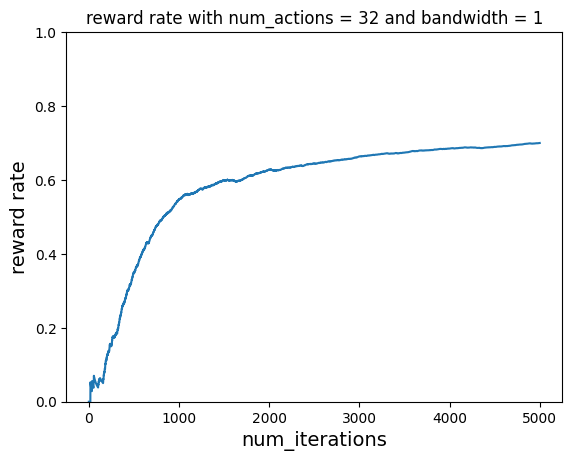 reward rate with num_actions = 32 and bandwidth = 1
1.0
0.8
0.6
0.4
0.2
0.0
reward rate
0 1000 2000 3000 4000 5000
num_iterations